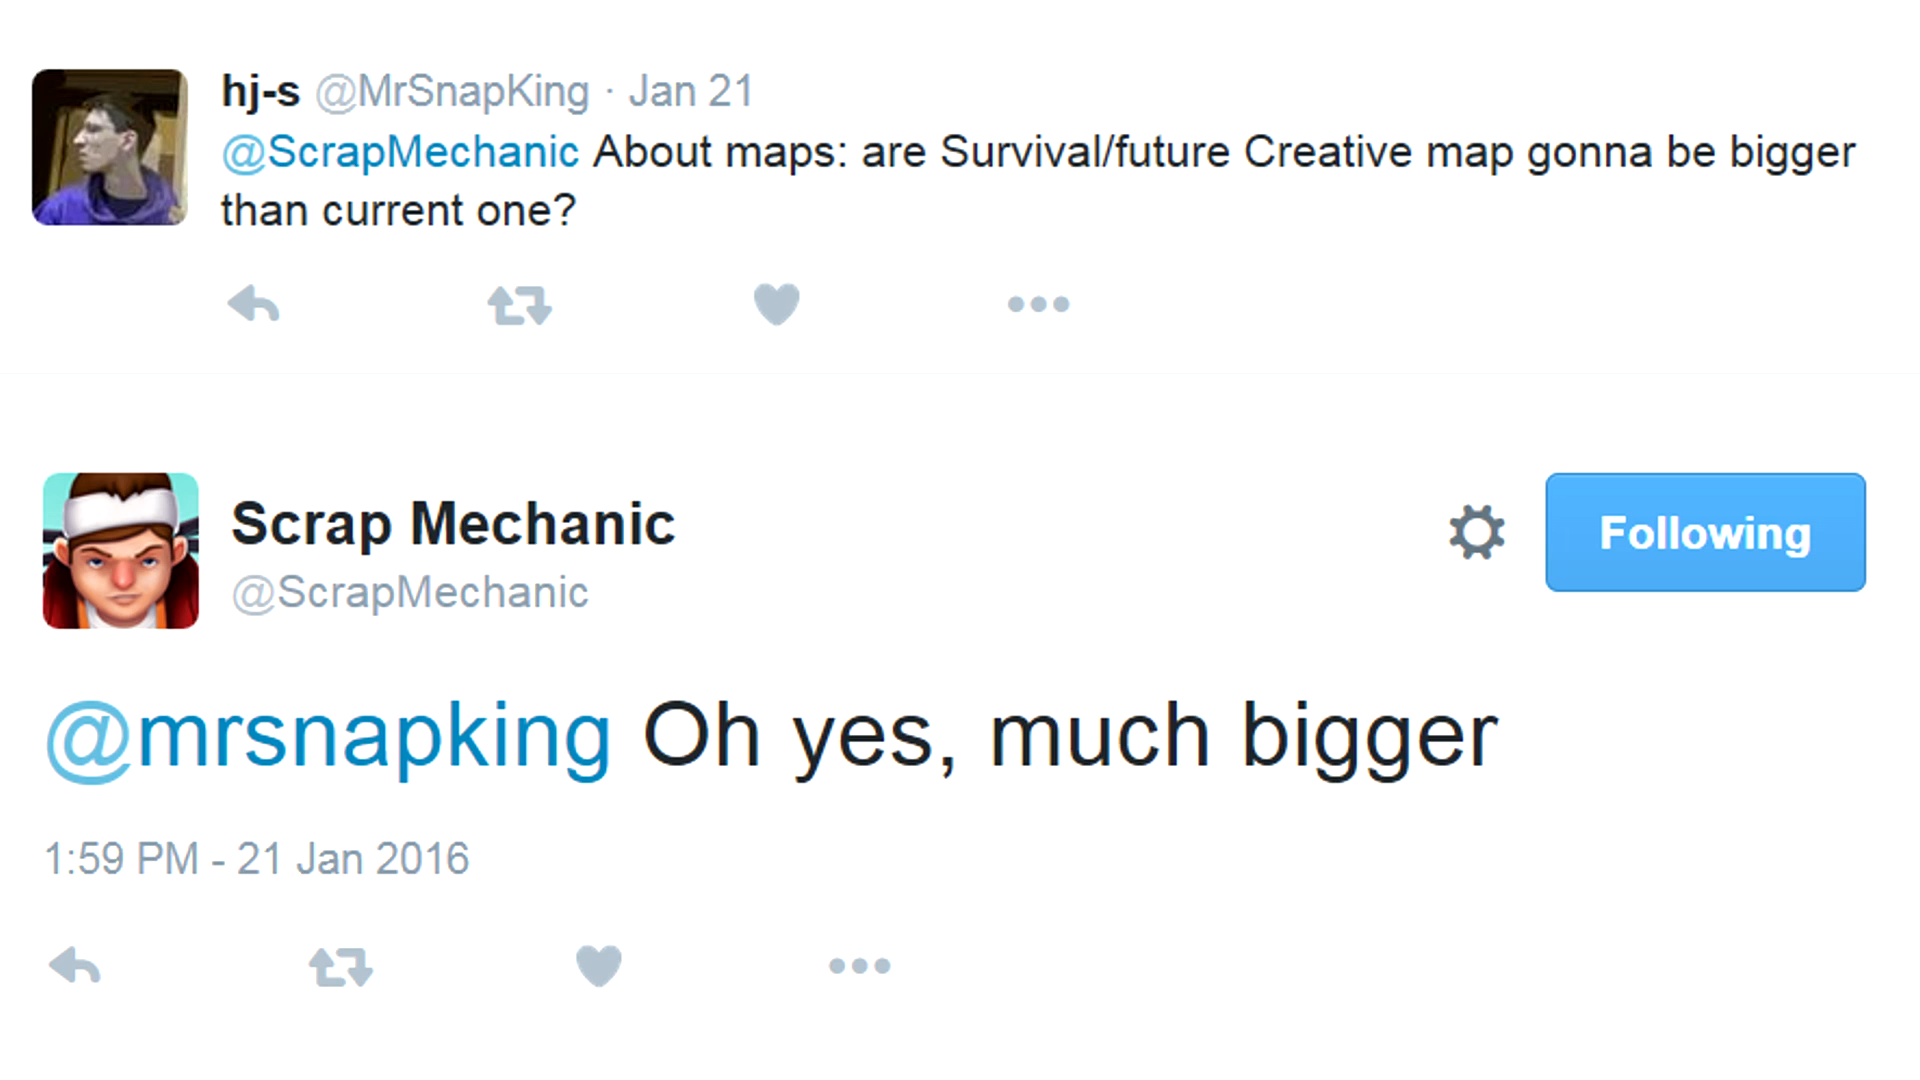 hj-s @MrSnapKing · Jan 21
@ScrapMechanic About maps: are Survival/future Creative map gonna be bigger
than current one?
Scrap Mechanic
@ScrapMechanic
Following
@mrsnapking Oh yes, much bigger
1:59 PM - 21 Jan 2016